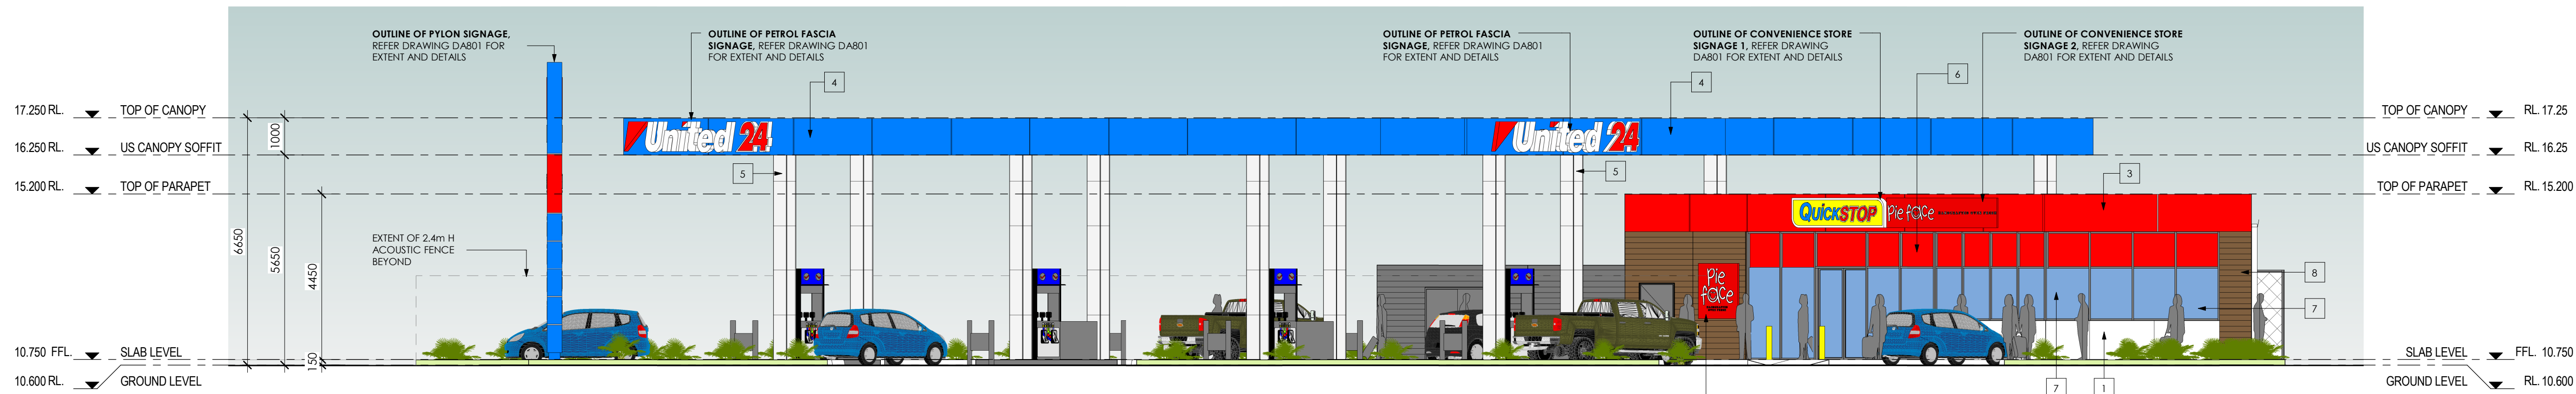 OUTLINE OF PYLON SIGNAGE,
REFER DRAWING DA801 FOR
EXTENT AND DETAILS
OUTLINE OF PETROL FASCIA
SIGNAGE, REFER DRAWING DA801
FOR EXTENT AND DETAILS
4
OUTLINE OF PETROL FASCIA
SIGNAGE, REFER DRAWING DA801
FOR EXTENT AND DETAILS
OUTLINE OF CONVENIENCE STORE
SIGNAGE 1, REFER DRAWING
DA801 FOR EXTENT AND DETAILS
4
OUTLINE OF CONVENIENCE STORE
SIGNAGE 2, REFER DRAWING
DA801 FOR EXTENT AND DETAILS
6
17.250 RL. TOP OF CANOPY
16.250 RL. US CANOPY SOFFIT
15.200 RL. TOP OF PARAPET
10.750 FFL. SLAB LEVEL
10.600 RL. GROUND LEVEL
6650
1000
5650
4450
150
EXTENT OF 2.4m H
ACOUSTIC FENCE
BEYOND
United 24
5
United 24
5
3
QUICKSTOP
Pie face
Pie
face
8
7
7
1
TOP OF CANOPY RL. 17.25
US CANOPY SOFFIT RL. 16.25
TOP OF PARAPET RL. 15.200
SLAB LEVEL FFL. 10.750
GROUND LEVEL RL. 10.600